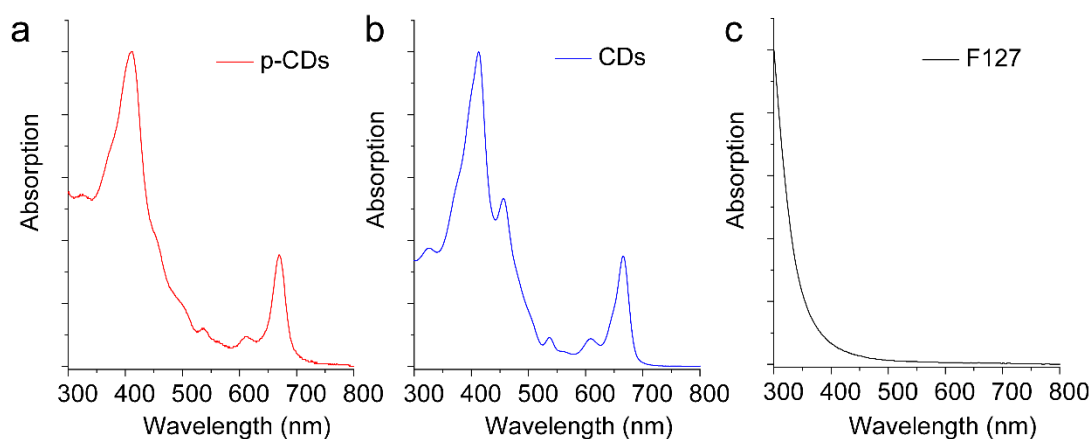 a
p-CDs
Absorption
300 400 500 600 700 800
Wavelength (nm)
b
CDs
Absorption
300 400 500 600 700 800
Wavelength (nm)
c
F127
Absorption
300 400 500 600 700 800
Wavelength (nm)